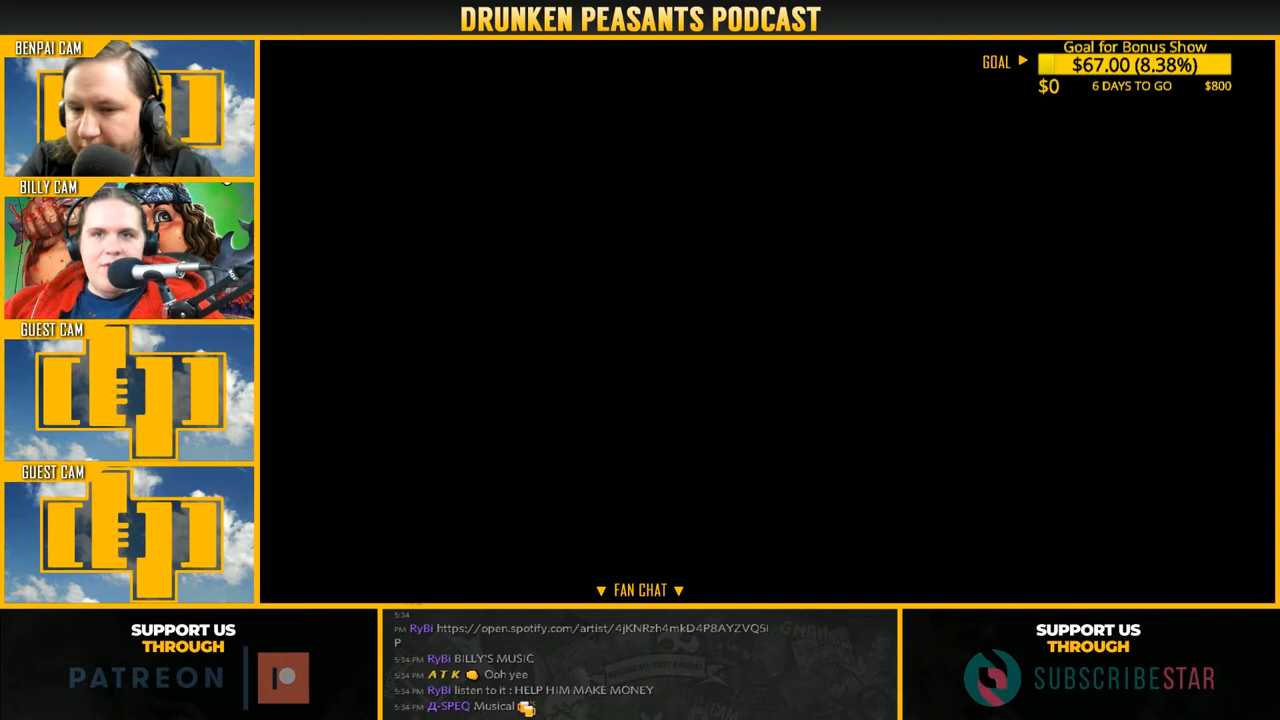 DRUNKEN PEASANTS PODCAST
BENPAI CAM
BILLY CAM
GUEST CAM
GUEST CAM
Goal for Bonus Show
GOAL ► $67.00 (8.38%)
$0 6 DAYS TO GO $800
▼ FAN CHAT ▼
SUPPORT US
THROUGH
PATREON
5:34
PM RyBi https://open.spotify.com/artist/4jKNRzh4mkD4P8AYZVQ5I
P
5:34 PM RyBi BILLY'S MUSIC
5:34 PM A T K Ooh yee
5:34 PM RyBi listen to it : HELP HIM MAKE MONEY
5:34 PM Д-SPEQ Musical
SUPPORT US
THROUGH
SUBSCRIBESTAR